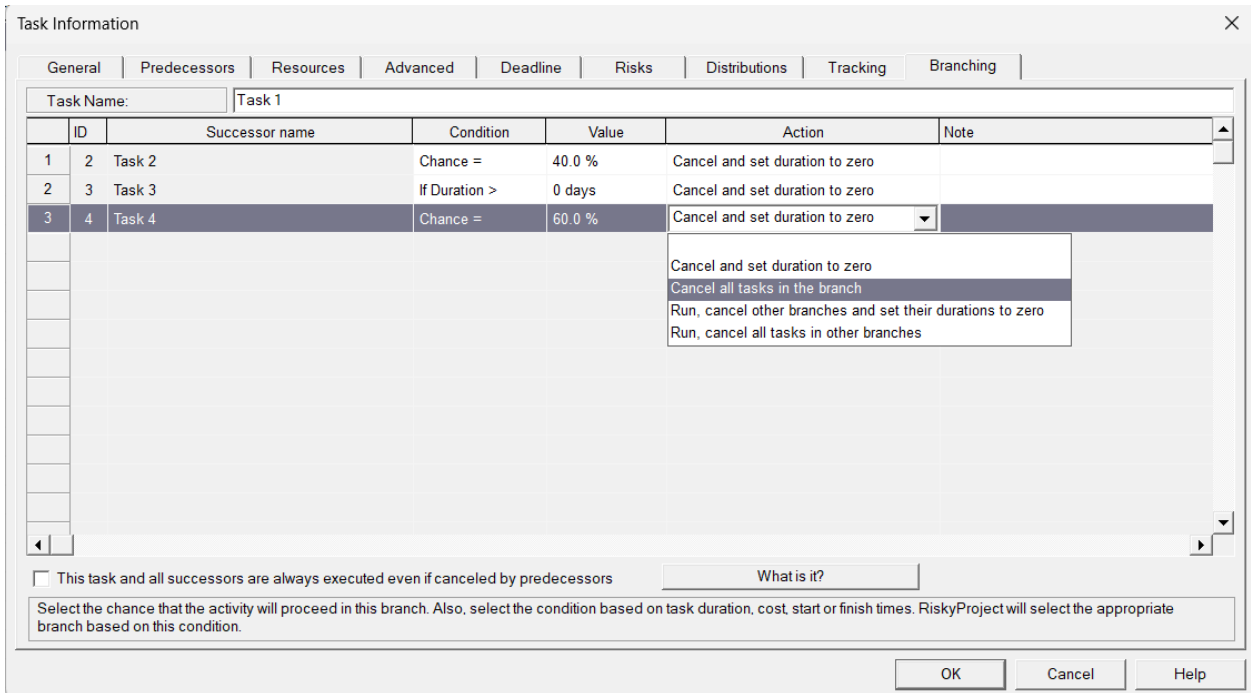 Task Information
General Predecessors Resources Advanced Deadline Risks Distributions Tracking Branching
Task Name: Task 1
ID Successor name Condition Value Action Note
1 2 Task 2 Chance = 40.0 % Cancel and set duration to zero
2 3 Task 3 If Duration > 0 days Cancel and set duration to zero
3 4 Task 4 Chance = 60.0 % Cancel and set duration to zero
Cancel and set duration to zero
Cancel all tasks in the branch
Run, cancel other branches and set their durations to zero
Run, cancel all tasks in other branches
This task and all successors are always executed even if canceled by predecessors What is it?
Select the chance that the activity will proceed in this branch. Also, select the condition based on task duration, cost, start or finish times. RiskyProject will select the appropriate
branch based on this condition.
OK Cancel Help